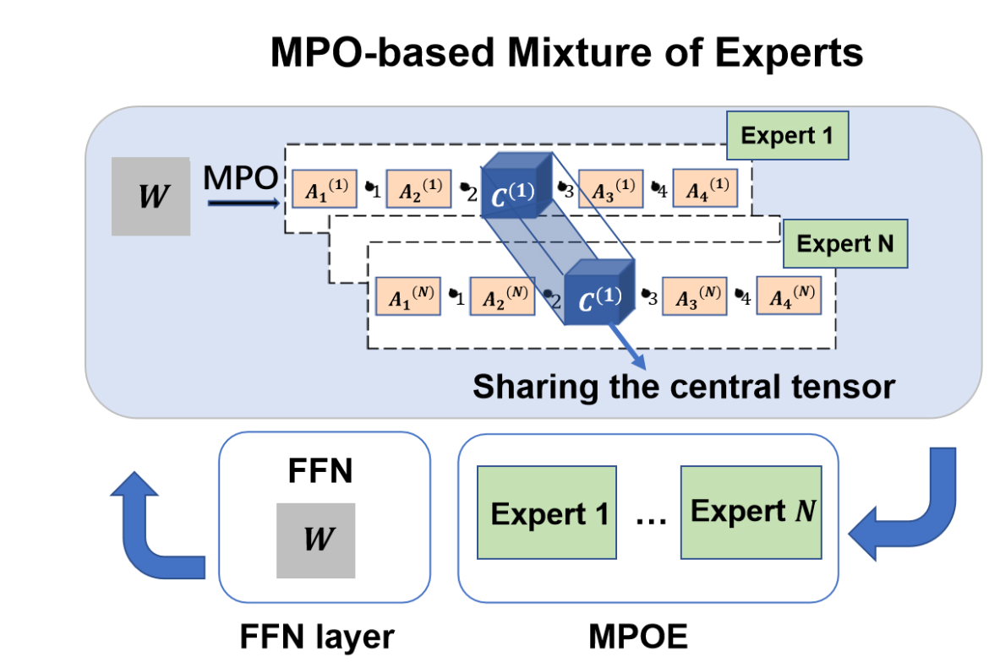 MPO-based Mixture of Experts
Expert 1
W MPO A₁⁽¹⁾ •1 A₂⁽¹⁾ •2 C⁽¹⁾ •3 A₃⁽¹⁾ •4 A₄⁽¹⁾
Expert N
A₁⁽ᴺ⁾ •1 A₂⁽ᴺ⁾ •2 C⁽¹⁾ •3 A₃⁽ᴺ⁾ •4 A₄⁽ᴺ⁾
Sharing the central tensor
FFN
W
Expert 1 ... Expert N
FFN layer
MPOE